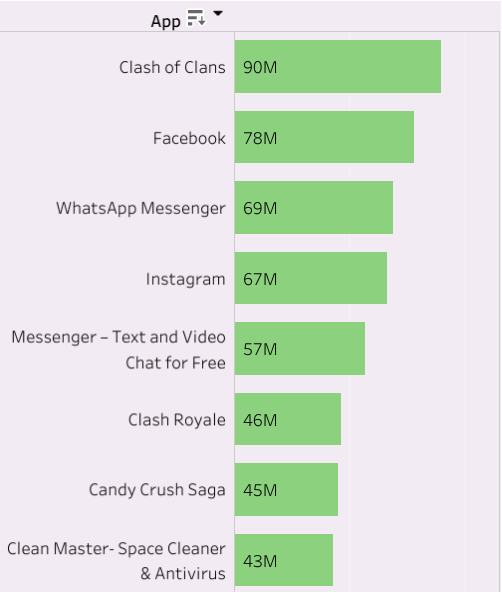 App
Clash of Clans 90M
Facebook 78M
WhatsApp Messenger 69M
Instagram 67M
Messenger – Text and Video
Chat for Free 57M
Clash Royale 46M
Candy Crush Saga 45M
Clean Master- Space Cleaner
& Antivirus 43M